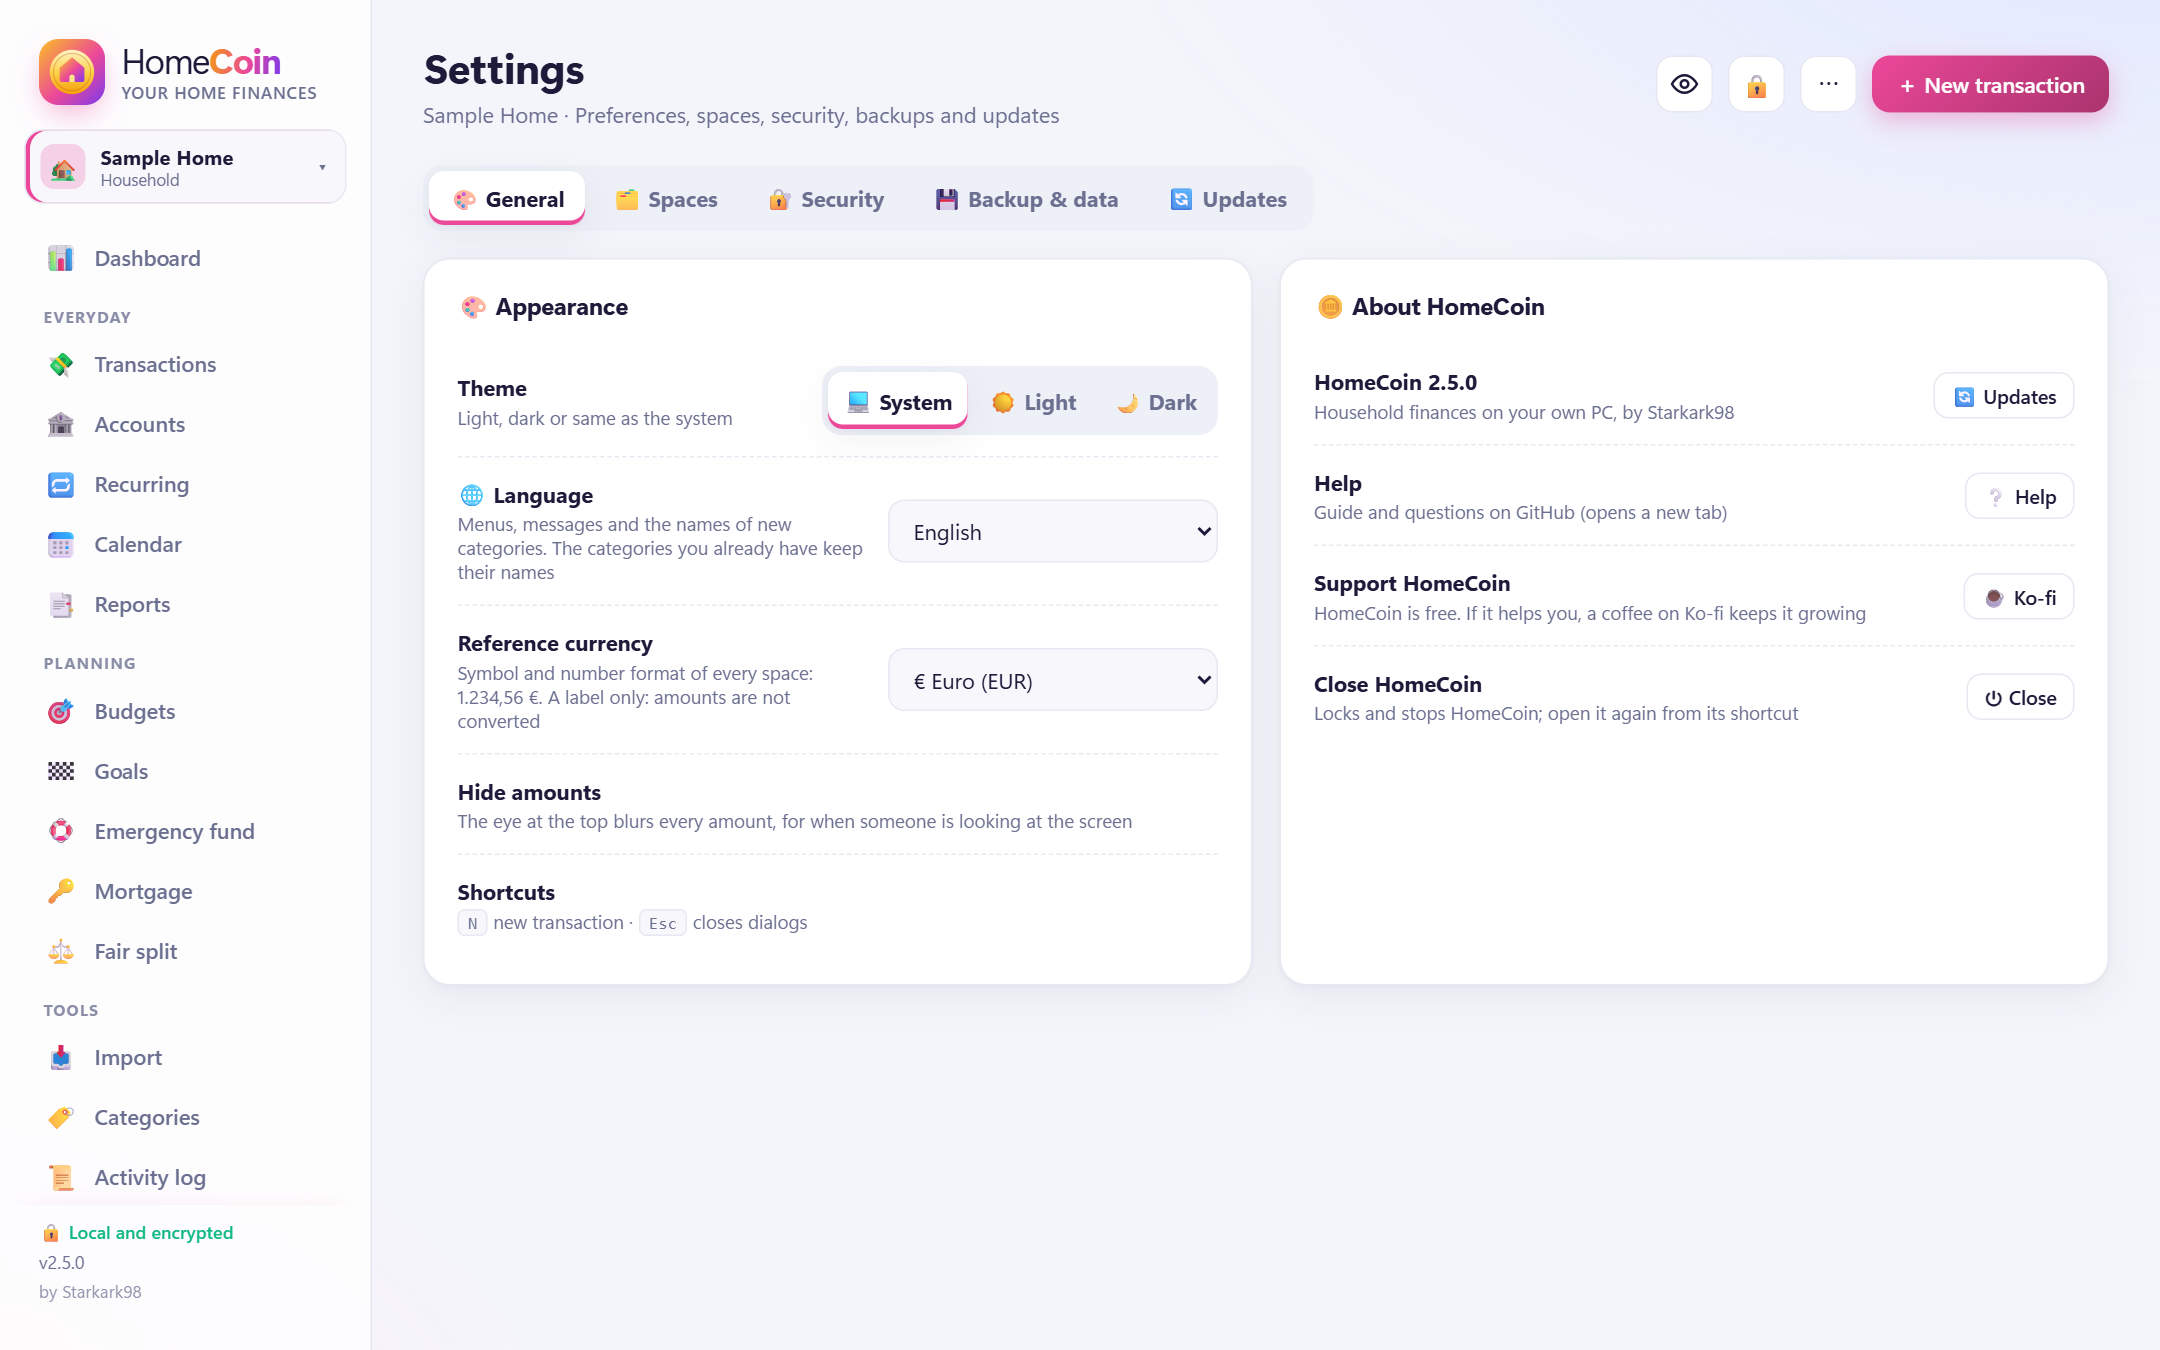 HomeCoin
YOUR HOME FINANCES
Sample Home
Household
Dashboard
EVERYDAY
Transactions
Accounts
Recurring
Calendar
Reports
PLANNING
Budgets
Goals
Emergency fund
Mortgage
Fair split
TOOLS
Import
Categories
Activity log
Local and encrypted
v2.5.0
by Starkark98
Settings
Sample Home · Preferences, spaces, security, backups and updates
+ New transaction
General
Spaces
Security
Backup & data
Updates
Appearance
Theme
Light, dark or same as the system
System
Light
Dark
Language
Menus, messages and the names of new
categories. The categories you already have keep
their names
English
Reference currency
Symbol and number format of every space:
1.234,56 €. A label only: amounts are not
converted
€ Euro (EUR)
Hide amounts
The eye at the top blurs every amount, for when someone is looking at the screen
Shortcuts
N new transaction · Esc closes dialogs
About HomeCoin
HomeCoin 2.5.0
Household finances on your own PC, by Starkark98
Updates
Help
Guide and questions on GitHub (opens a new tab)
Help
Support HomeCoin
HomeCoin is free. If it helps you, a coffee on Ko-fi keeps it growing
Ko-fi
Close HomeCoin
Locks and stops HomeCoin; open it again from its shortcut
Close